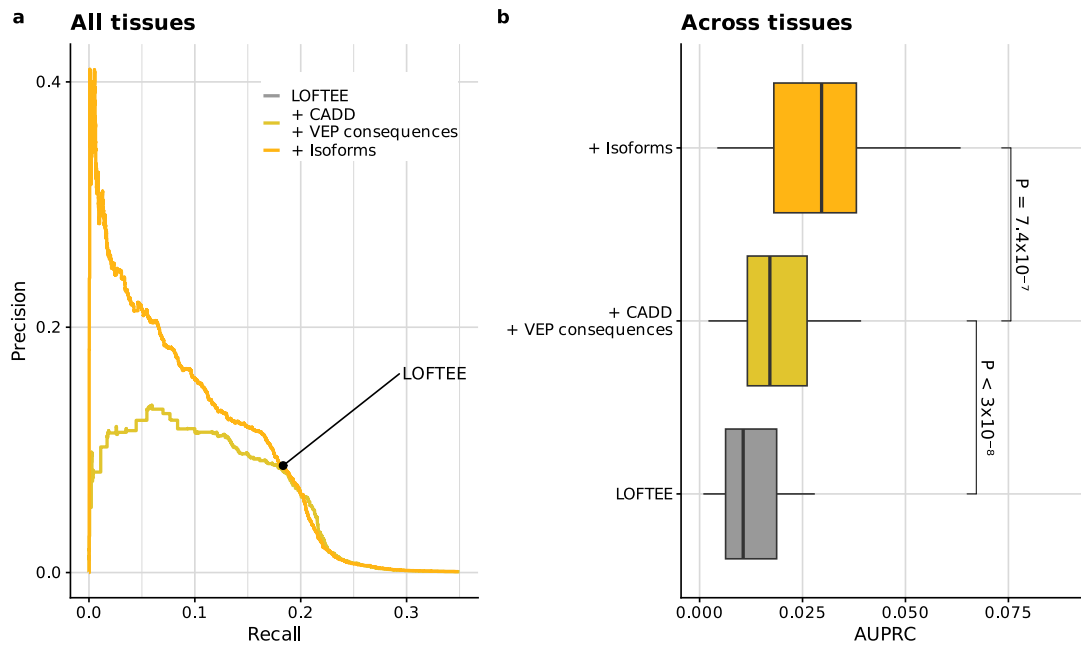 a
All tissues
Precision
0.4
0.2
0.0
LOFTEE
+ CADD
+ VEP consequences
+ Isoforms
LOFTEE
0.0
0.1
0.2
0.3
Recall
b
Across tissues
+ Isoforms
+ CADD
+ VEP consequences
LOFTEE
P = 7.4x10⁻⁷
P < 3x10⁻⁸
0.000
0.025
0.050
0.075
AUPRC